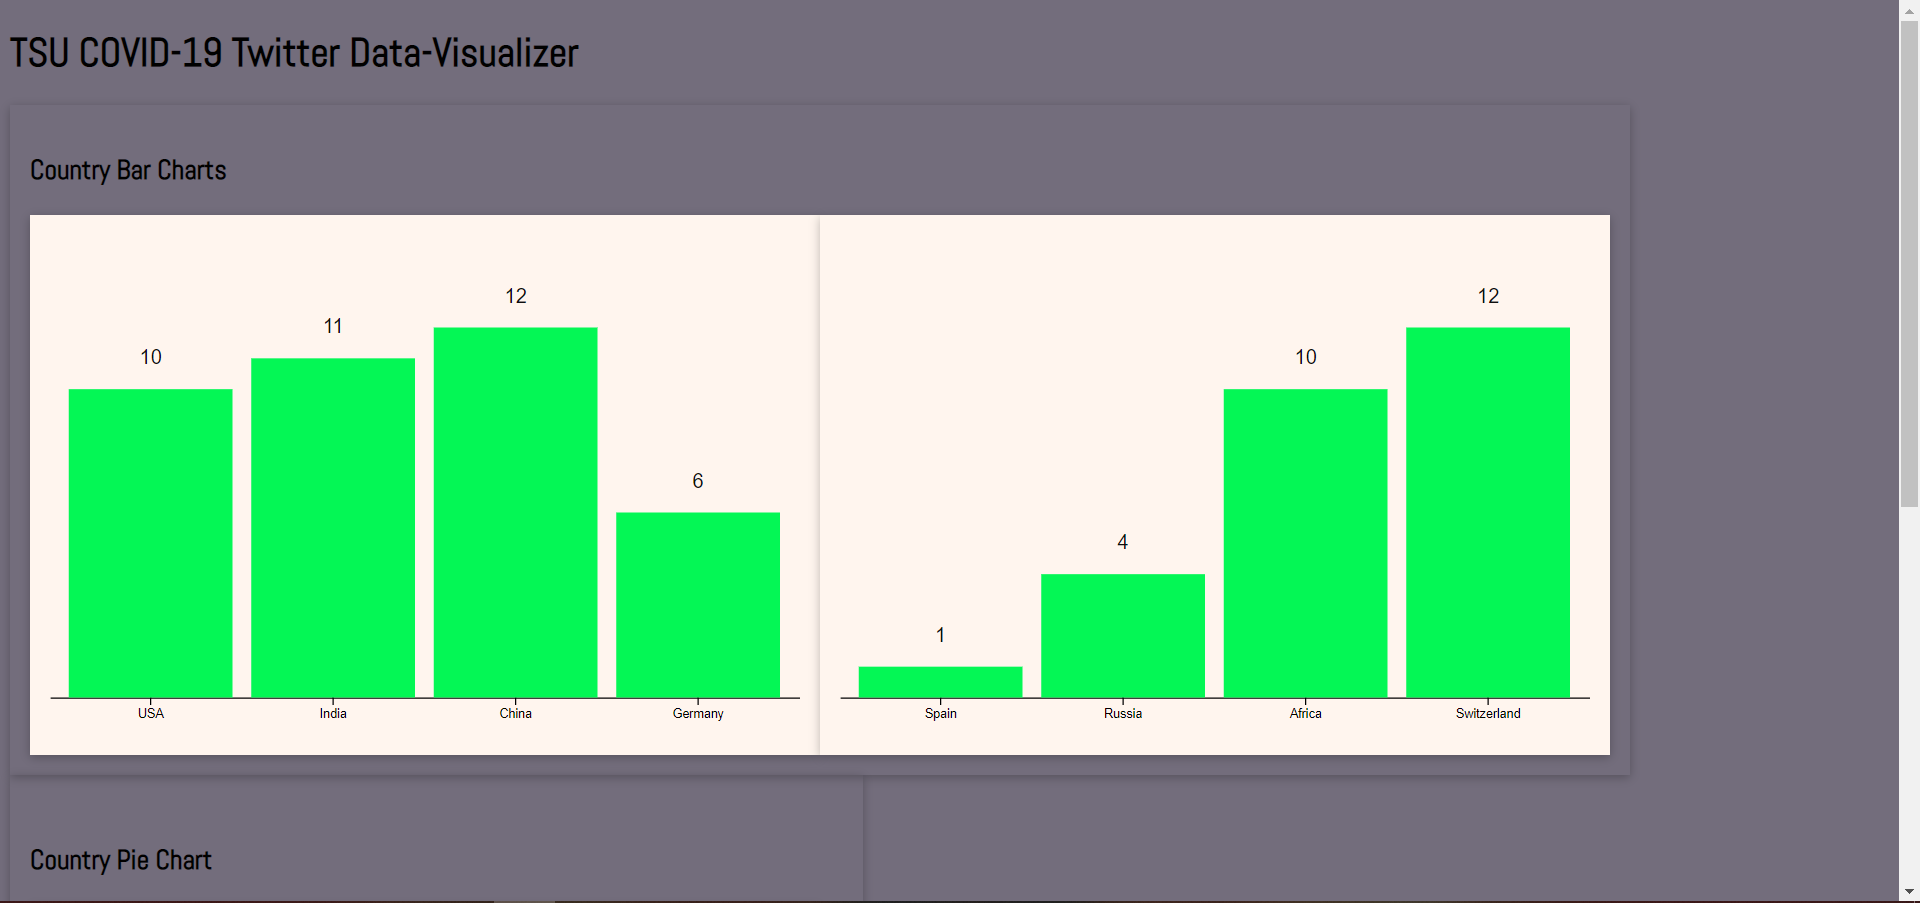 TSU COVID-19 Twitter Data-Visualizer
Country Bar Charts
10
11
12
6
USA
India
China
Germany
1
4
10
12
Spain
Russia
Africa
Switzerland
Country Pie Chart